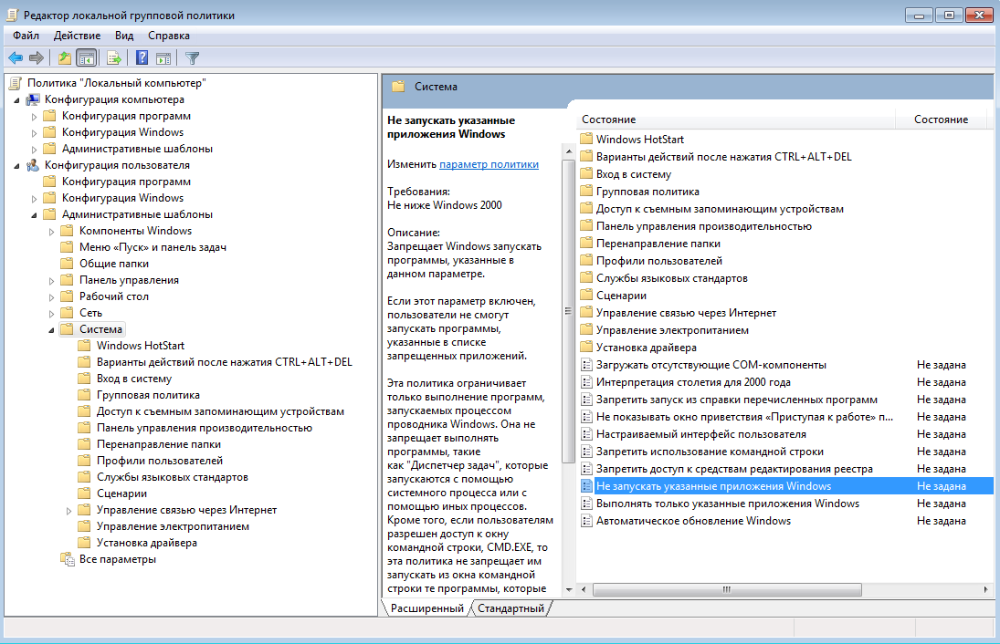 Редактор локальной групповой политики
Файл Действие Вид Справка
Политика "Локальный компьютер"
Конфигурация компьютера
Конфигурация программ
Конфигурация Windows
Административные шаблоны
Конфигурация пользователя
Конфигурация программ
Конфигурация Windows
Административные шаблоны
Компоненты Windows
Меню «Пуск» и панель задач
Общие папки
Панель управления
Рабочий стол
Сеть
Система
Windows HotStart
Варианты действий после нажатия CTRL+ALT+DEL
Вход в систему
Групповая политика
Доступ к съемным запоминающим устройствам
Панель управления производительностью
Перенаправление папки
Профили пользователей
Службы языковых стандартов
Сценарии
Управление связью через Интернет
Управление электропитанием
Установка драйвера
Все параметры
Система
Не запускать указанные
приложения Windows
Изменить параметр политики
Требования:
Не ниже Windows 2000
Описание:
Запрещает Windows запускать
программы, указанные в
данном параметре.
Если этот параметр включен,
пользователи не смогут
запускать программы,
указанные в списке
запрещенных приложений.
Эта политика ограничивает
только выполнение программ,
запускаемых процессом
проводника Windows. Она не
запрещает выполнять
программы, такие
как "Диспетчер задач", которые
запускаются с помощью
системного процесса или с
помощью иных процессов.
Кроме того, если пользователям
разрешен доступ к окну
командной строки, CMD.EXE, то
эта политика не запрещает им
запускать из окна командной
строки те программы, которые
Состояние Состояние
Windows HotStart
Варианты действий после нажатия CTRL+ALT+DEL
Вход в систему
Групповая политика
Доступ к съемным запоминающим устройствам
Панель управления производительностью
Перенаправление папки
Профили пользователей
Службы языковых стандартов
Сценарии
Управление связью через Интернет
Управление электропитанием
Установка драйвера
Загружать отсутствующие COM-компоненты Не задана
Интерпретация столетия для 2000 года Не задана
Запретить запуск из справки перечисленных программ Не задана
Не показывать окно приветствия «Приступая к работе» п... Не задана
Настраиваемый интерфейс пользователя Не задана
Запретить использование командной строки Не задана
Запретить доступ к средствам редактирования реестра Не задана
Не запускать указанные приложения Windows Не задана
Выполнять только указанные приложения Windows Не задана
Автоматическое обновление Windows Не задана
Расширенный Стандартный